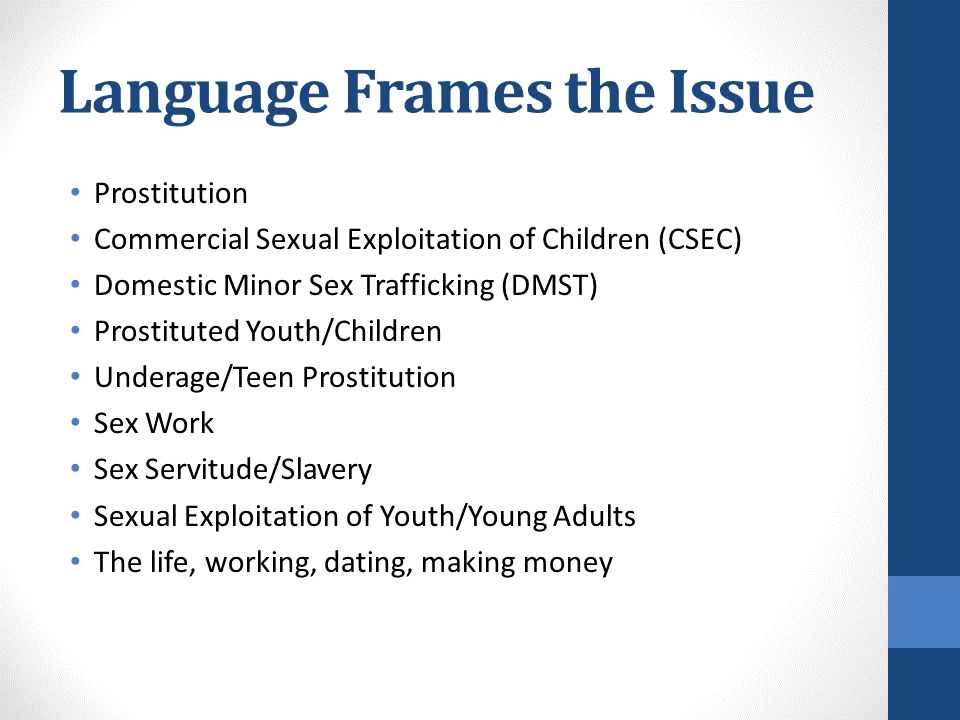 Language Frames the Issue
• Prostitution
• Commercial Sexual Exploitation of Children (CSEC)
• Domestic Minor Sex Trafficking (DMST)
• Prostituted Youth/Children
• Underage/Teen Prostitution
• Sex Work
• Sex Servitude/Slavery
• Sexual Exploitation of Youth/Young Adults
• The life, working, dating, making money